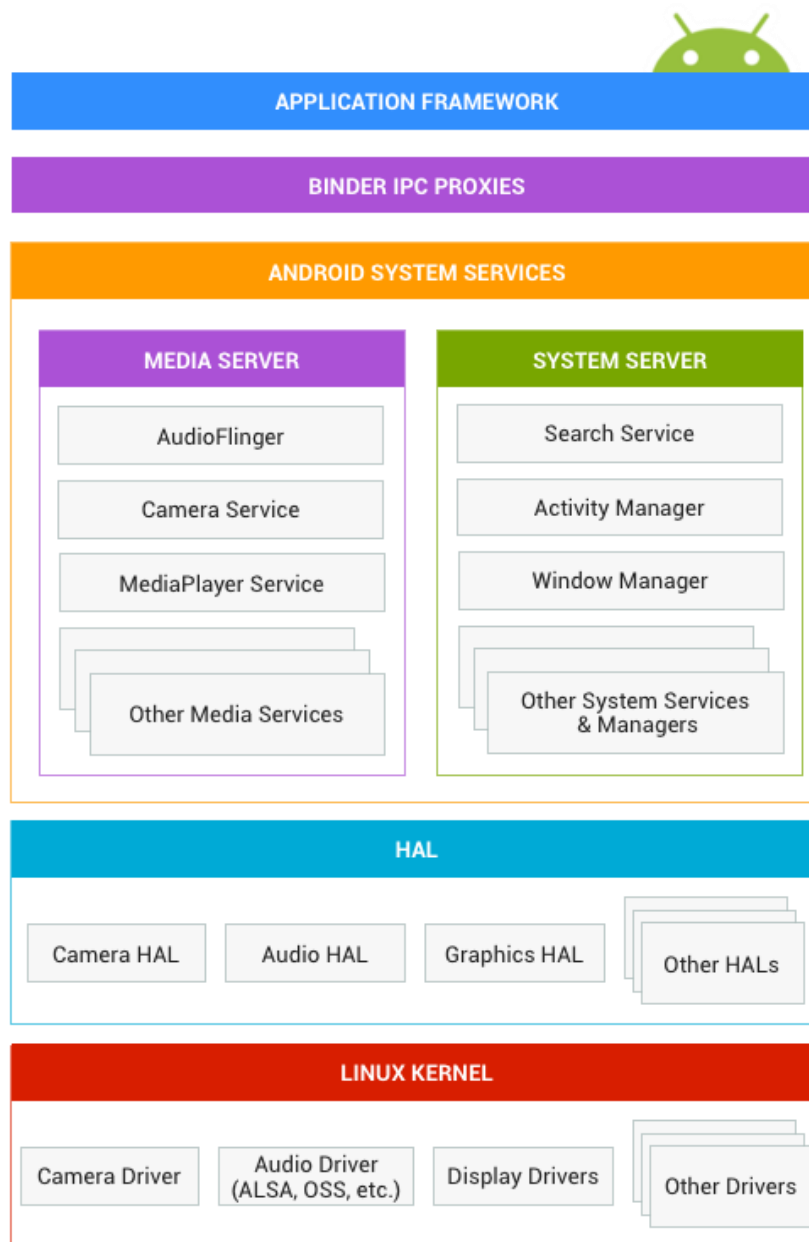 APPLICATION FRAMEWORK
BINDER IPC PROXIES
ANDROID SYSTEM SERVICES
MEDIA SERVER
AudioFlinger
Camera Service
MediaPlayer Service
Other Media Services
SYSTEM SERVER
Search Service
Activity Manager
Window Manager
Other System Services
& Managers
HAL
Camera HAL
Audio HAL
Graphics HAL
Other HALs
LINUX KERNEL
Camera Driver
Audio Driver
(ALSA, OSS, etc.)
Display Drivers
Other Drivers